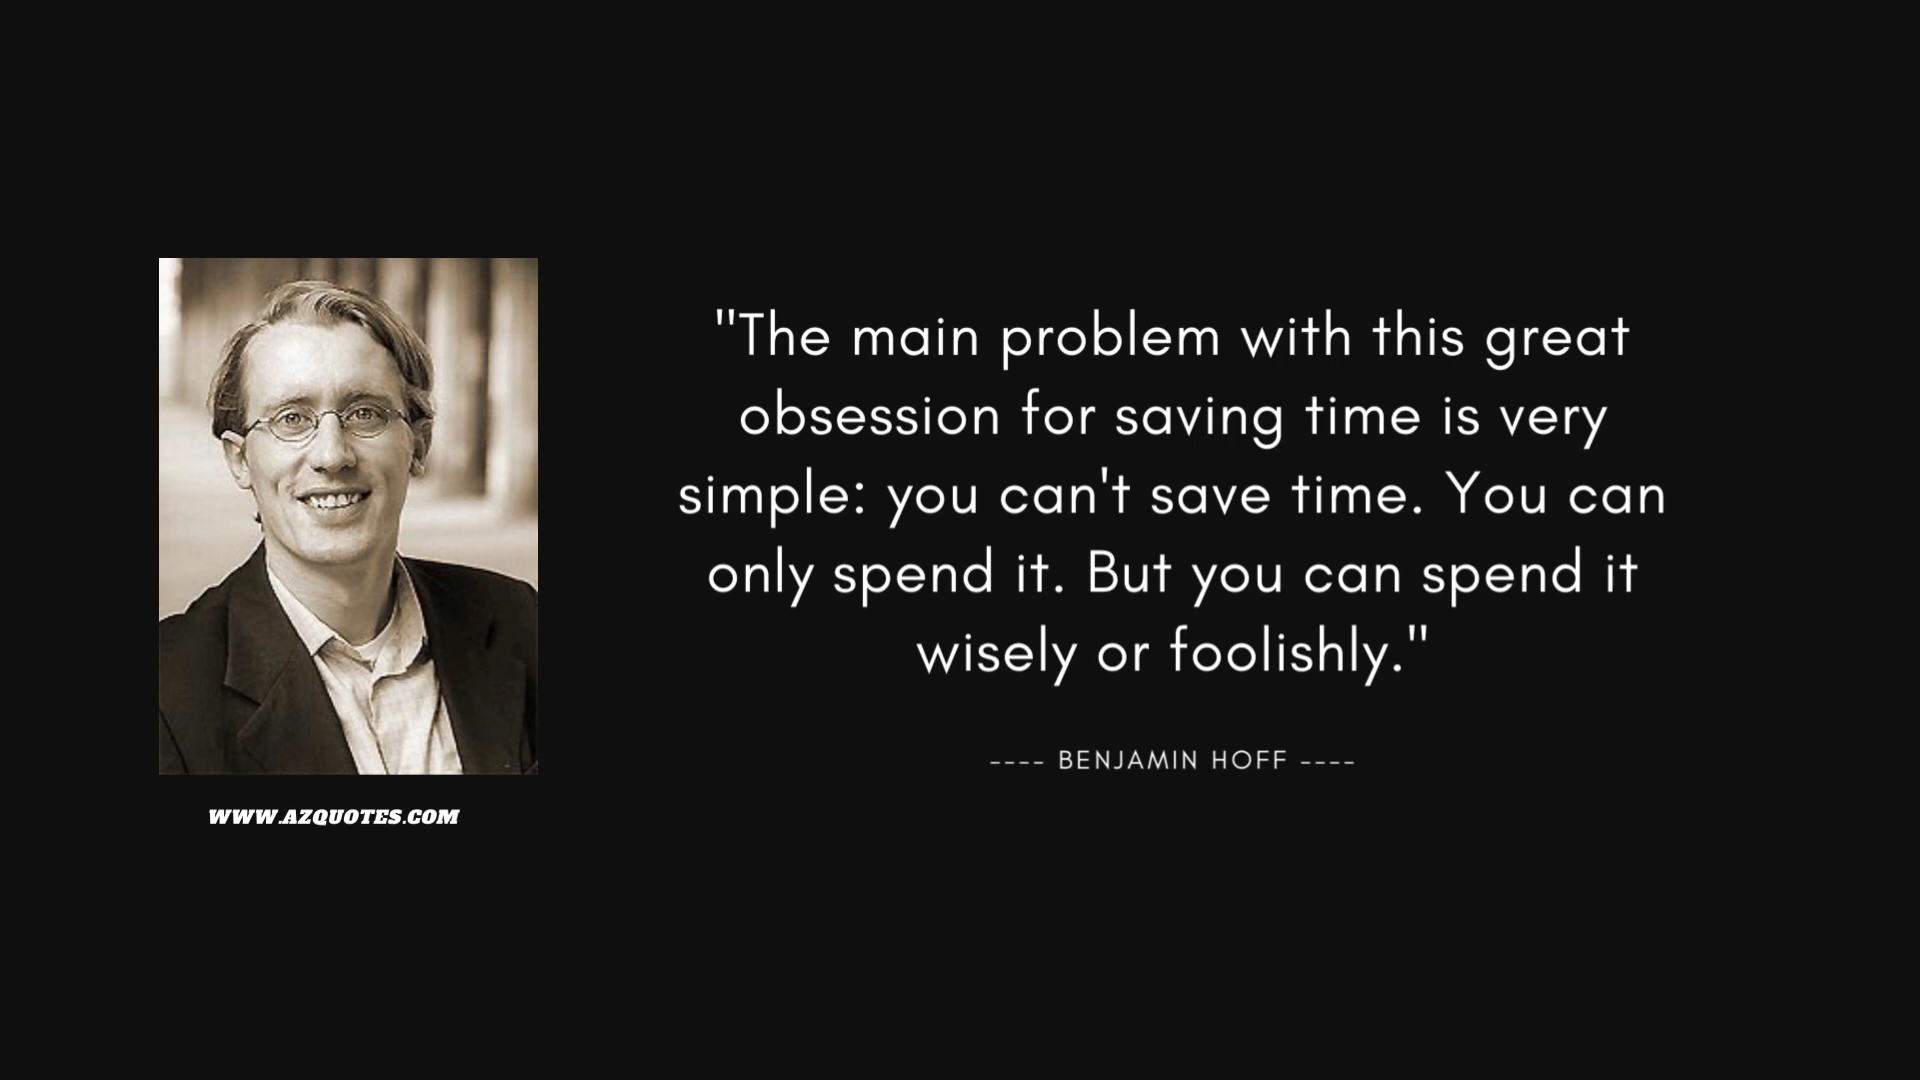 "The main problem with this great
obsession for saving time is very
simple: you can't save time. You can
only spend it. But you can spend it
wisely or foolishly."
---- BENJAMIN HOFF ----
WWW.AZQUOTES.COM